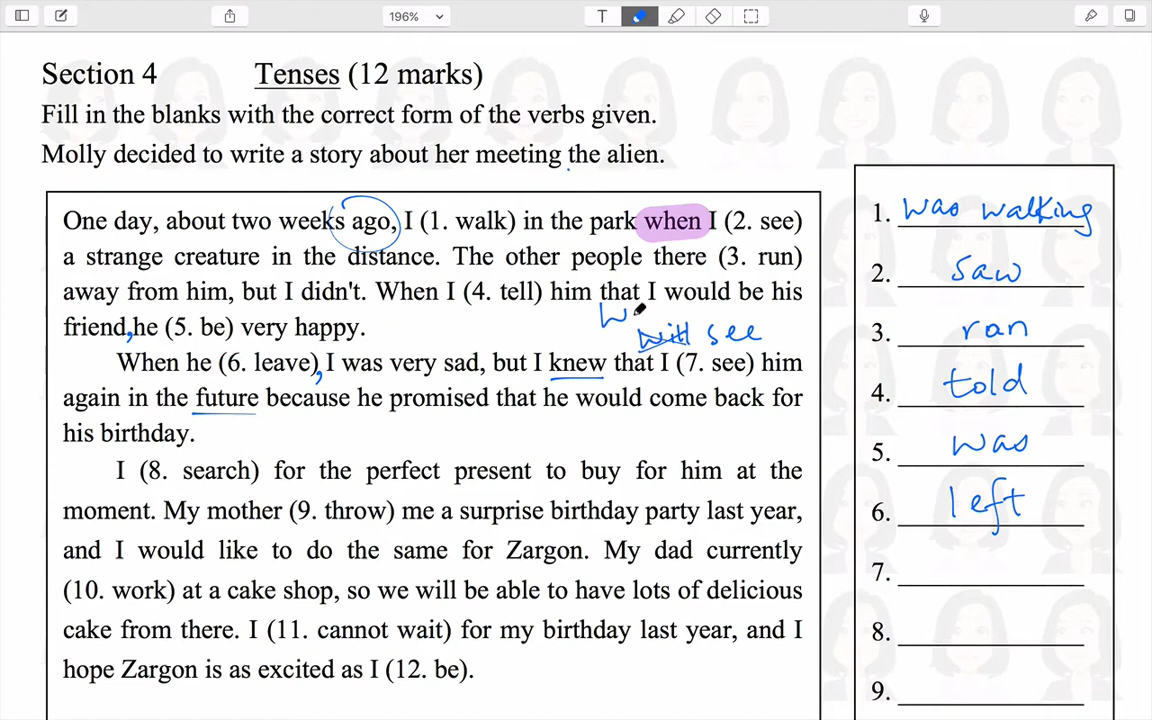 196%
T
Section 4 Tenses (12 marks)
Fill in the blanks with the correct form of the verbs given.
Molly decided to write a story about her meeting the alien.
One day, about two weeks ago, I (1. walk) in the park when I (2. see)
a strange creature in the distance. The other people there (3. run)
away from him, but I didn't. When I (4. tell) him that I would be his
friend, he (5. be) very happy.
w will see
When he (6. leave), I was very sad, but I knew that I (7. see) him
again in the future because he promised that he would come back for
his birthday.
I (8. search) for the perfect present to buy for him at the
moment. My mother (9. throw) me a surprise birthday party last year,
and I would like to do the same for Zargon. My dad currently
(10. work) at a cake shop, so we will be able to have lots of delicious
cake from there. I (11. cannot wait) for my birthday last year, and I
hope Zargon is as excited as I (12. be).
1. was walking
2. saw
3. ran
4. told
5. was
6. left
7.
8.
9.